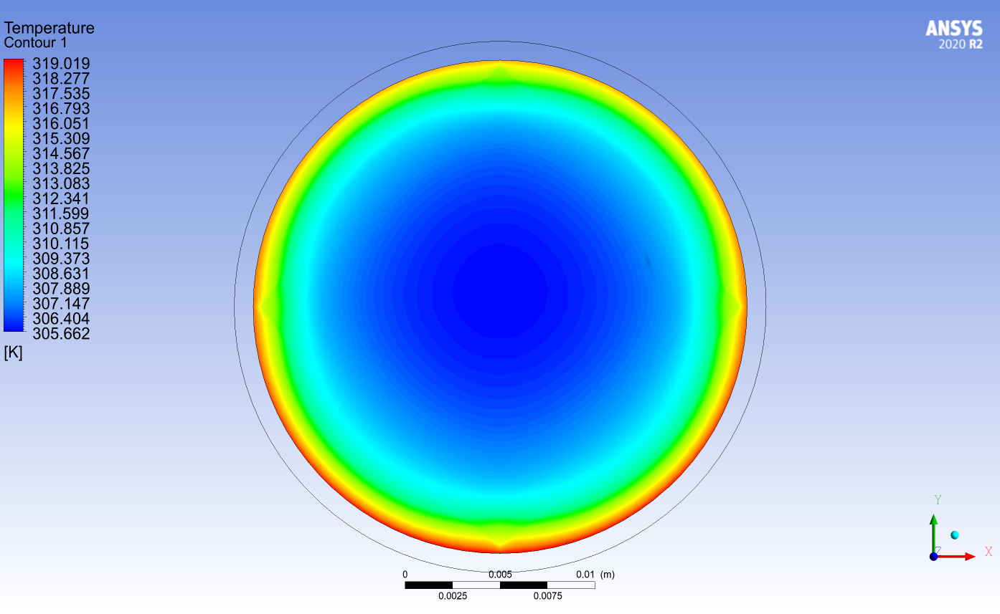 Temperature
Contour 1
319.019
318.277
317.535
316.793
316.051
315.309
314.567
313.825
313.083
312.341
311.599
310.857
310.115
309.373
308.631
307.889
307.147
306.404
305.662
[K]
ANSYS
2020 R2
0 0.005 0.01 (m)
0.0025 0.0075
Y
Z X